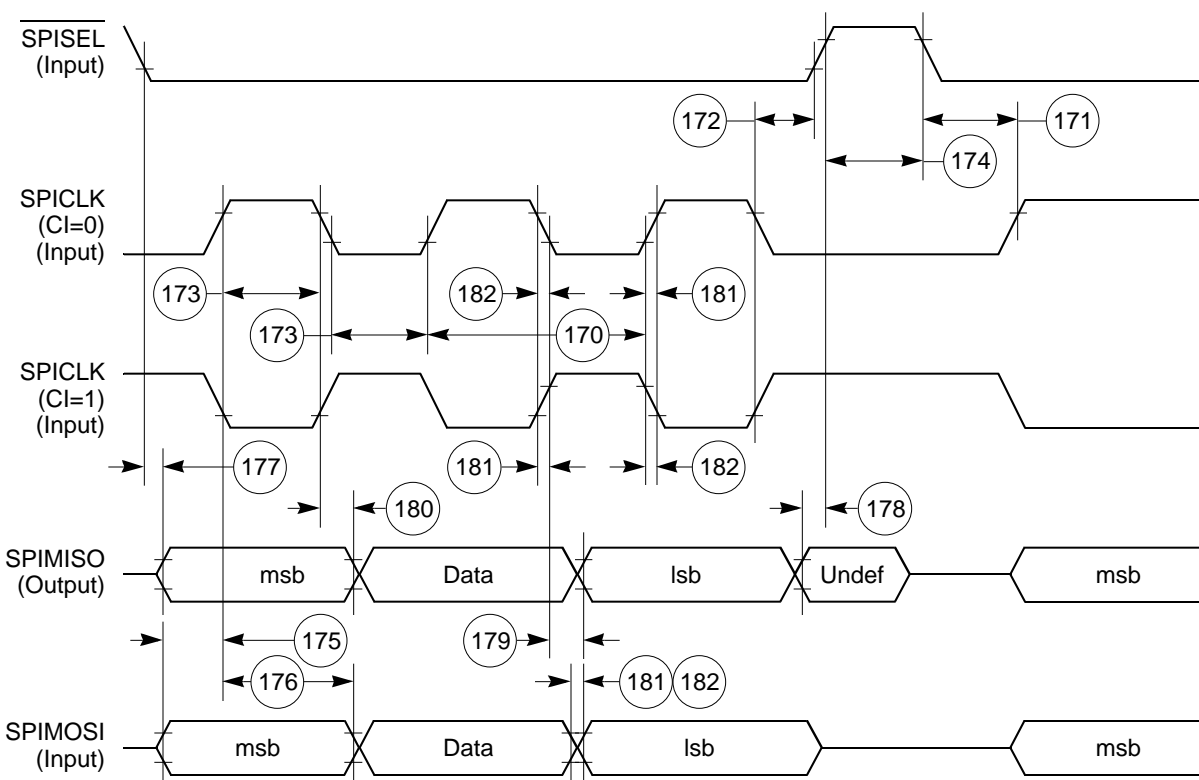 SPISEL
(Input)
172
171
174
SPICLK
(CI=0)
(Input)
173
182
181
173
170
SPICLK
(CI=1)
(Input)
177
181
182
180
178
SPIMISO
(Output)
msb
Data
lsb
Undef
msb
175
179
176
181
182
SPIMOSI
(Input)
msb
Data
lsb
msb